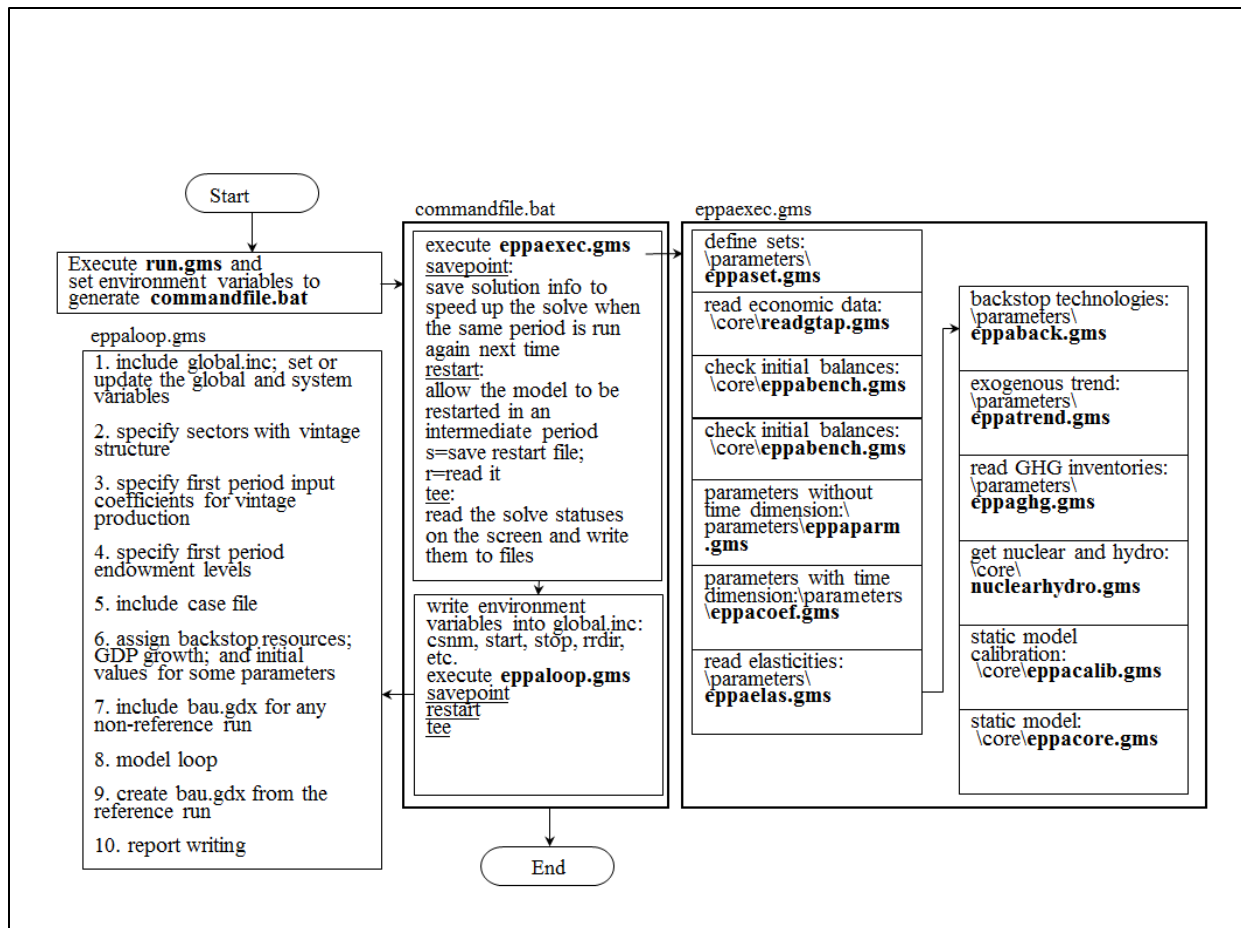 Start
Execute run.gms and
set environment variables to
generate commandfile.bat
commandfile.bat
execute eppaexec.gms
savepoint:
save solution info to
speed up the solve when
the same period is run
again next time
restart:
allow the model to be
restarted in an
intermediate period
s=save restart file;
r=read it
tee:
read the solve statuses
on the screen and write
them to files
write environment
variables into global.inc:
csnm, start, stop, rrdir,
etc.
execute eppaloop.gms
savepoint
restart
tee
End
eppaloop.gms
1. include global.inc; set or
update the global and system
variables
2. specify sectors with vintage
structure
3. specify first period input
coefficients for vintage
production
4. specify first period
endowment levels
5. include case file
6. assign backstop resources;
GDP growth; and initial
values for some parameters
7. include bau.gdx for any
non-reference run
8. model loop
9. create bau.gdx from the
reference run
10. report writing
eppaexec.gms
define sets:
\parameters\
eppaset.gms
read economic data:
\core\readgtap.gms
check initial balances:
\core\eppabench.gms
check initial balances:
\core\eppabench.gms
parameters without
time dimension:\
parameters\eppaparm
.gms
parameters with time
dimension:\parameters
\eppacoef.gms
read elasticities:
\parameters\
eppaelas.gms
backstop technologies:
\parameters\
eppaback.gms
exogenous trend:
\parameters\
eppatrend.gms
read GHG inventories:
\parameters\
eppaghg.gms
get nuclear and hydro:
\core\
nuclearhydro.gms
static model
calibration:
\core\eppacalib.gms
static model:
\core\eppacore.gms